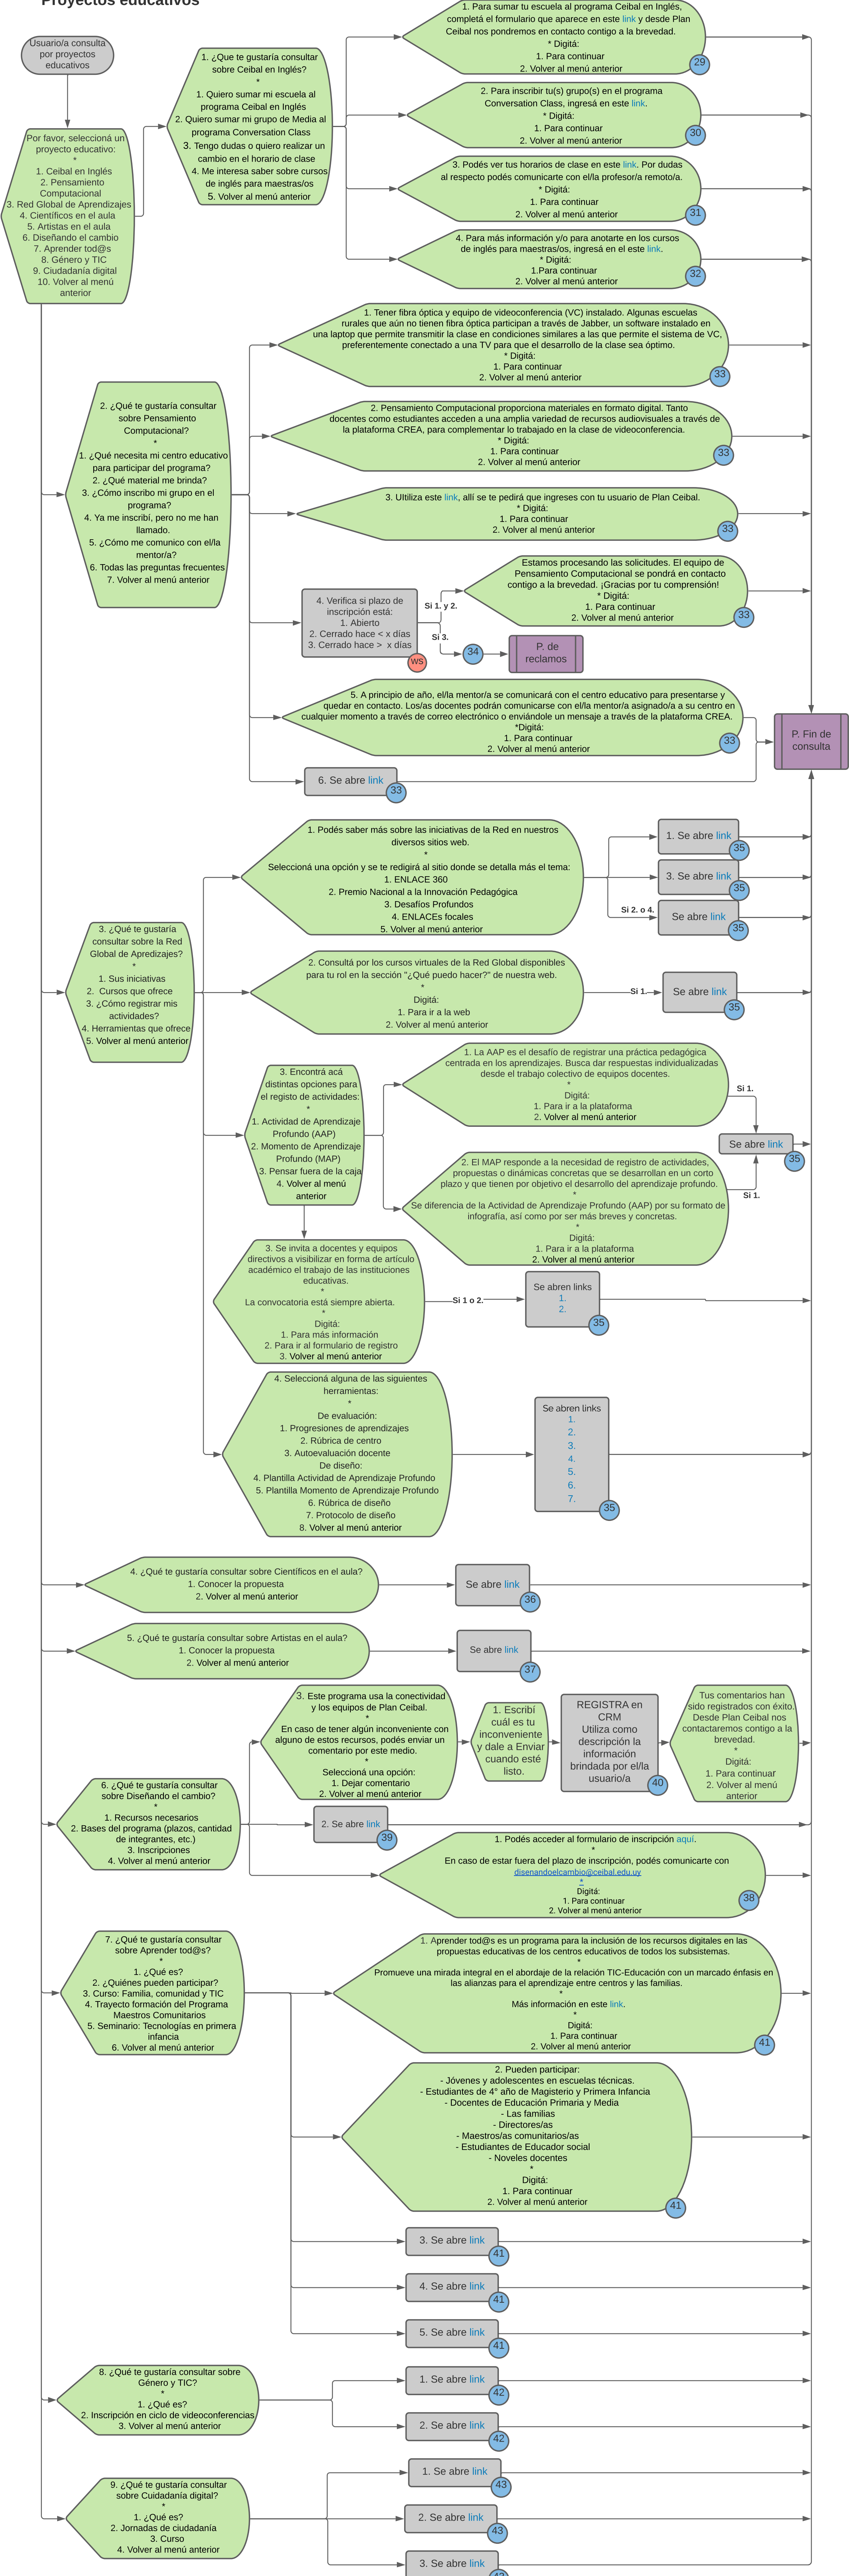 Proyectos educativos
Usuario/a consulta
por proyectos
educativos
Por favor, seleccioná un
proyecto educativo:
*
1. Ceibal en Inglés
2. Pensamiento
Computacional
3. Red Global de Aprendizajes
4. Científicos en el aula
5. Artistas en el aula
6. Diseñando el cambio
7. Aprender tod@s
8. Género y TIC
9. Ciudadanía digital
10. Volver al menú
anterior
1. ¿Que te gustaría consultar
sobre Ceibal en Inglés?
*
1. Quiero sumar mi escuela al
programa Ceibal en Inglés
2. Quiero sumar mi grupo de Media al
programa Conversation Class
3. Tengo dudas o quiero realizar un
cambio en el horario de clase
4. Me interesa saber sobre cursos
de inglés para maestras/os
5. Volver al menú anterior
1. Para sumar tu escuela al programa Ceibal en Inglés,
completá el formulario que aparece en este link y desde Plan
Ceibal nos pondremos en contacto contigo a la brevedad.
* Digitá:
1. Para continuar
2. Volver al menú anterior
29
2. Para inscribir tu(s) grupo(s) en el programa
Conversation Class, ingresá en este link.
* Digitá:
1. Para continuar
2. Volver al menú anterior
30
3. Podés ver tus horarios de clase en este link. Por dudas
al respecto podés comunicarte con el/la profesor/a remoto/a.
* Digitá:
1. Para continuar
2. Volver al menú anterior
31
4. Para más información y/o para anotarte en los cursos
de inglés para maestras/os, ingresá en el este link.
* Digitá:
1.Para continuar
2. Volver al menú anterior
32
2. ¿Qué te gustaría consultar
sobre Pensamiento
Computacional?
*
1. ¿Qué necesita mi centro educativo
para participar del programa?
2. ¿Qué material me brinda?
3. ¿Cómo inscribo mi grupo en el
programa?
4. Ya me inscribí, pero no me han
llamado.
5. ¿Cómo me comunico con el/la
mentor/a?
6. Todas las preguntas frecuentes
7. Volver al menú anterior
1. Tener fibra óptica y equipo de videoconferencia (VC) instalado. Algunas escuelas
rurales que aún no tienen fibra óptica participan a través de Jabber, un software instalado en
una laptop que permite transmitir la clase en condiciones similares a las que permite el sistema de VC,
preferentemente conectado a una TV para que el desarrollo de la clase sea óptimo.
* Digitá:
1. Para continuar
2. Volver al menú anterior
33
2. Pensamiento Computacional proporciona materiales en formato digital. Tanto
docentes como estudiantes acceden a una amplia variedad de recursos audiovisuales a través de
la plataforma CREA, para complementar lo trabajado en la clase de videoconferencia.
* Digitá:
1. Para continuar
2. Volver al menú anterior
33
3. UItiliza este link, allí se te pedirá que ingreses con tu usuario de Plan Ceibal.
* Digitá:
1. Para continuar
2. Volver al menú anterior
33
4. Verifica si plazo de
inscripción está:
1. Abierto
2. Cerrado hace < x días
3. Cerrado hace > x días
ws
Si 1. y 2.
Si 3.
Estamos procesando las solicitudes. El equipo de
Pensamiento Computacional se pondrá en contacto
contigo a la brevedad. ¡Gracias por tu comprensión!
* Digitá:
1. Para continuar
2. Volver al menú anterior
33
34
P. de
reclamos
5. A principio de año, el/la mentor/a se comunicará con el centro educativo para presentarse y
quedar en contacto. Los/as docentes podrán comunicarse con el/la mentor/a asignado/a a su centro en
cualquier momento a través de correo electrónico o enviándole un mensaje a través de la plataforma CREA.
*Digitá:
1. Para continuar
2. Volver al menú anterior
33
P. Fin de
consulta
6. Se abre link
33
3. ¿Qué te gustaría
consultar sobre la Red
Global de Apredizajes?
*
1. Sus iniciativas
2. Cursos que ofrece
3. ¿Cómo registrar mis
actividades?
4. Herramientas que ofrece
5. Volver al menú anterior
1. Podés saber más sobre las iniciativas de la Red en nuestros
diversos sitios web.
*
Seleccioná una opción y se te redigirá al sitio donde se detalla más el tema:
1. ENLACE 360
2. Premio Nacional a la Innovación Pedagógica
3. Desafíos Profundos
4. ENLACEs focales
5. Volver al menú anterior
1. Se abre link
35
3. Se abre link
35
Si 2. o 4.
Se abre link
35
2. Consultá por los cursos virtuales de la Red Global disponibles
para tu rol en la sección "¿Qué puedo hacer?" de nuestra web.
*
Digitá:
1. Para ir a la web
2. Volver al menú anterior
Si 1.
Se abre link
35
3. Encontrá acá
distintas opciones para
el registo de actividades:
*
1. Actividad de Aprendizaje
Profundo (AAP)
2. Momento de Aprendizaje
Profundo (MAP)
3. Pensar fuera de la caja
4. Volver al menú
anterior
1. La AAP es el desafío de registrar una práctica pedagógica
centrada en los aprendizajes. Busca dar respuestas individualizadas
desde el trabajo colectivo de equipos docentes.
*
Digitá:
1. Para ir a la plataforma
2. Volver al menú anterior
Si 1.
Se abre link
35
2. El MAP responde a la necesidad de registro de actividades,
propuestas o dinámicas concretas que se desarrollan en un corto
plazo y que tienen por objetivo el desarrollo del aprendizaje profundo.
*
Se diferencia de la Actividad de Aprendizaje Profundo (AAP) por su formato de
infografía, así como por ser más breves y concretas.
*
Digitá:
1. Para ir a la plataforma
2. Volver al menú anterior
Si 1.
3. Se invita a docentes y equipos
directivos a visibilizar en forma de artículo
académico el trabajo de las instituciones
educativas.
*
La convocatoria está siempre abierta.
*
Digitá:
1. Para más información
2. Para ir al formulario de registro
3. Volver al menú anterior
Si 1 o 2.
Se abren links
1.
2.
35
4. Seleccioná alguna de las siguientes
herramientas:
*
De evaluación:
1. Progresiones de aprendizajes
2. Rúbrica de centro
3. Autoevaluación docente
De diseño:
4. Plantilla Actividad de Aprendizaje Profundo
5. Plantilla Momento de Aprendizaje Profundo
6. Rúbrica de diseño
7. Protocolo de diseño
8. Volver al menú anterior
Se abren links
1.
2.
3.
4.
5.
6.
7.
35
4. ¿Qué te gustaría consultar sobre Científicos en el aula?
1. Conocer la propuesta
2. Volver al menú anterior
Se abre link
36
5. ¿Qué te gustaría consultar sobre Artistas en el aula?
1. Conocer la propuesta
2. Volver al menú anterior
Se abre link
37
6. ¿Qué te gustaría consultar
sobre Diseñando el cambio?
*
1. Recursos necesarios
2. Bases del programa (plazos, cantidad
de integrantes, etc.)
3. Inscripciones
4. Volver al menú anterior
3. Este programa usa la conectividad
y los equipos de Plan Ceibal.
*
En caso de tener algún inconveniente con
alguno de estos recursos, podés enviar un
comentario por este medio.
*
Seleccioná una opción:
1. Dejar comentario
2. Volver al menú anterior
1. Escribí
cuál es tu
inconveniente
y dale a Enviar
cuando esté
listo.
REGISTRA en
CRM
Utiliza como
descripción la
información
brindada por el/la
usuario/a
40
Tus comentarios han
sido registrados con éxito.
Desde Plan Ceibal nos
contactaremos contigo a la
brevedad.
*
Digitá:
1. Para continuar
2. Volver al menú
anterior
2. Se abre link
39
1. Podés acceder al formulario de inscripción aquí.
*
En caso de estar fuera del plazo de inscripción, podés comunicarte con
disenandoelcambio@ceibal.edu.uy
*
Digitá:
1. Para continuar
2. Volver al menú anterior
38
7. ¿Qué te gustaría consultar
sobre Aprender tod@s?
*
1. ¿Qué es?
2. ¿Quiénes pueden participar?
3. Curso: Familia, comunidad y TIC
4. Trayecto formación del Programa
Maestros Comunitarios
5. Seminario: Tecnologías en primera
infancia
6. Volver al menú anterior
1. Aprender tod@s es un programa para la inclusión de los recursos digitales en las
propuestas educativas de los centros educativos de todos los subsistemas.
*
Promueve una mirada integral en el abordaje de la relación TIC-Educación con un marcado énfasis en
las alianzas para el aprendizaje entre centros y las familias.
*
Más información en este link.
*
Digitá:
1. Para continuar
2. Volver al menú anterior
41
2. Pueden participar:
- Jóvenes y adolescentes en escuelas técnicas.
- Estudiantes de 4° año de Magisterio y Primera Infancia
- Docentes de Educación Primaria y Media
- Las familias
- Directores/as
- Maestros/as comunitarios/as
- Estudiantes de Educador social
- Noveles docentes
*
Digitá:
1. Para continuar
2. Volver al menú anterior
41
3. Se abre link
41
4. Se abre link
41
5. Se abre link
41
8. ¿Qué te gustaría consultar sobre
Género y TIC?
*
1. ¿Qué es?
2. Inscripción en ciclo de videoconferencias
3. Volver al menú anterior
1. Se abre link
42
2. Se abre link
42
9. ¿Qué te gustaría consultar
sobre Cuidadanía digital?
*
1. ¿Qué es?
2. Jornadas de ciudadanía
3. Curso
4. Volver al menú anterior
1. Se abre link
43
2. Se abre link
43
3. Se abre link
43